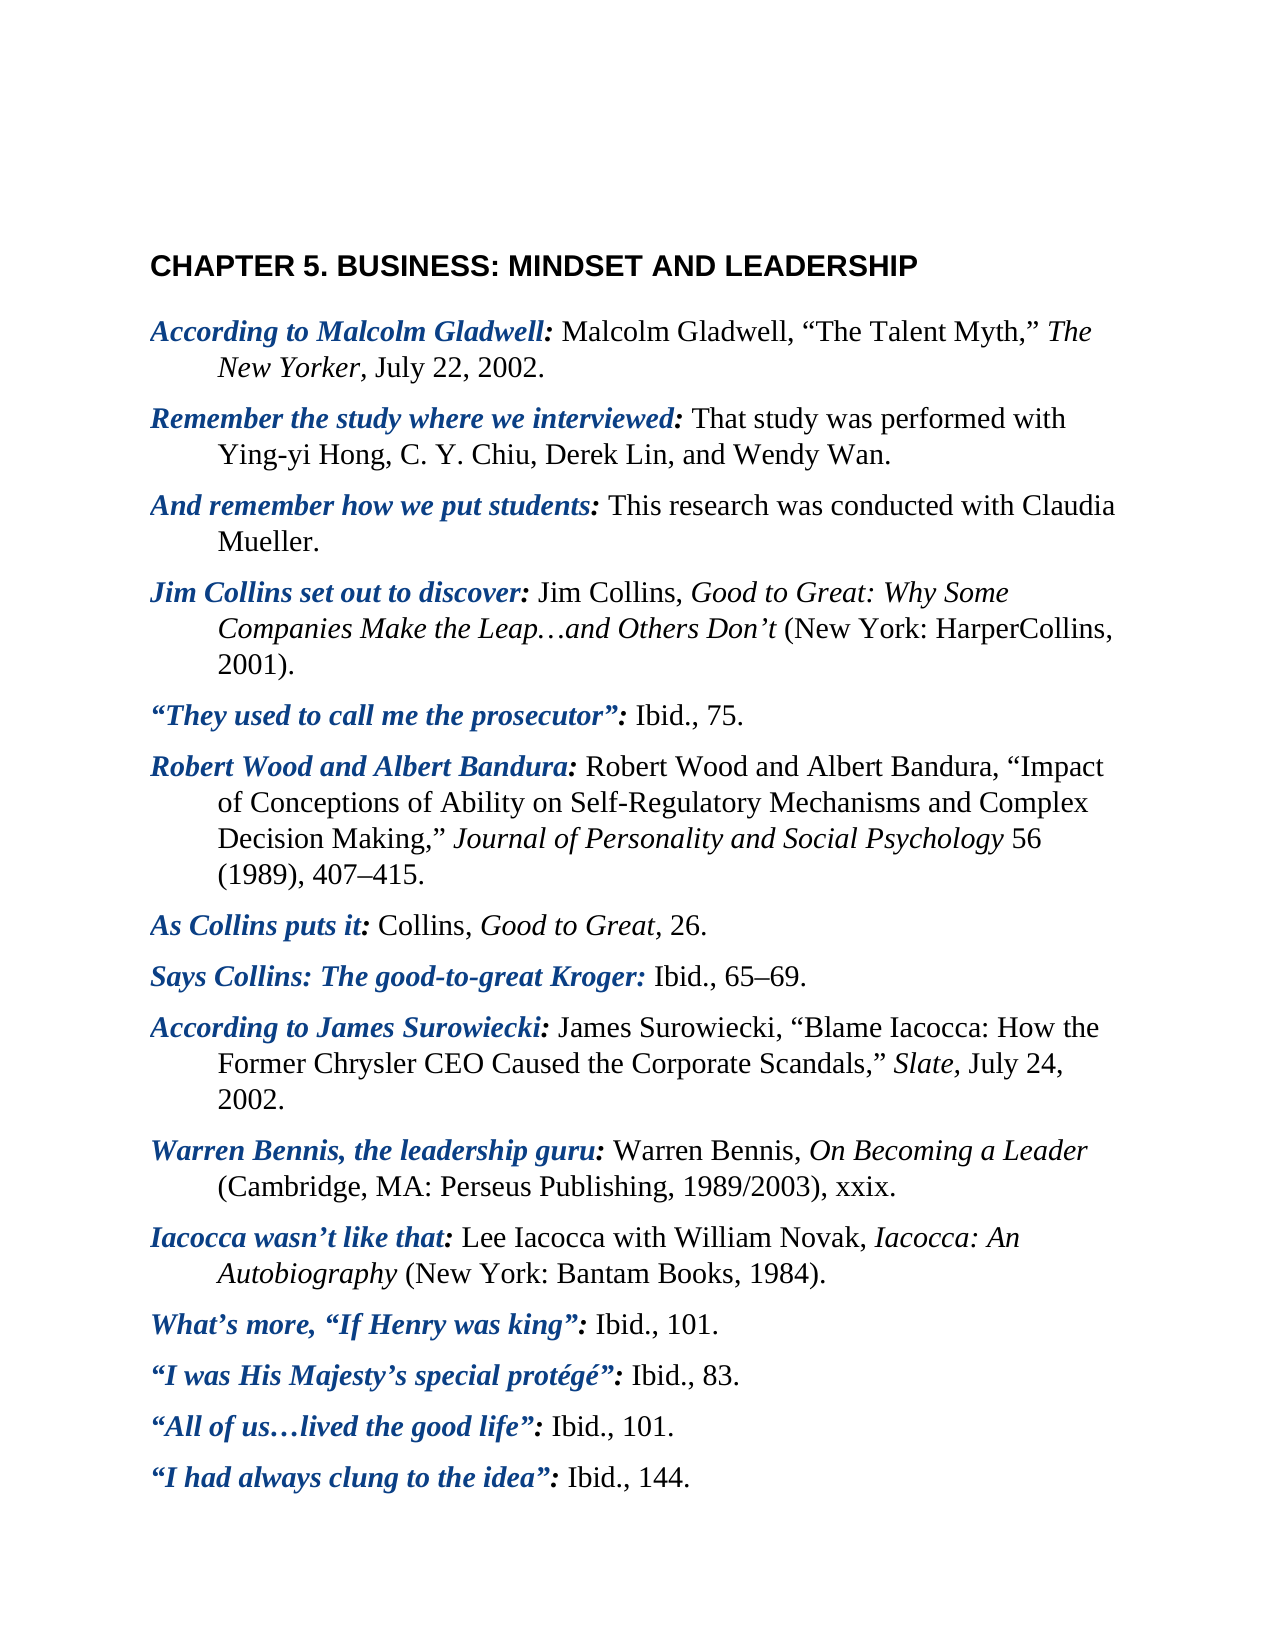 CHAPTER 5. BUSINESS: MINDSET AND LEADERSHIP
According to Malcolm Gladwell: Malcolm Gladwell, “The Talent Myth,” The
New Yorker, July 22, 2002.
Remember the study where we interviewed: That study was performed with
Ying-yi Hong, C. Y. Chiu, Derek Lin, and Wendy Wan.
And remember how we put students: This research was conducted with Claudia
Mueller.
Jim Collins set out to discover: Jim Collins, Good to Great: Why Some
Companies Make the Leap…and Others Don’t (New York: HarperCollins,
2001).
“They used to call me the prosecutor”: Ibid., 75.
Robert Wood and Albert Bandura: Robert Wood and Albert Bandura, “Impact
of Conceptions of Ability on Self-Regulatory Mechanisms and Complex
Decision Making,” Journal of Personality and Social Psychology 56
(1989), 407–415.
As Collins puts it: Collins, Good to Great, 26.
Says Collins: The good-to-great Kroger: Ibid., 65–69.
According to James Surowiecki: James Surowiecki, “Blame Iacocca: How the
Former Chrysler CEO Caused the Corporate Scandals,” Slate, July 24,
2002.
Warren Bennis, the leadership guru: Warren Bennis, On Becoming a Leader
(Cambridge, MA: Perseus Publishing, 1989/2003), xxix.
Iacocca wasn’t like that: Lee Iacocca with William Novak, Iacocca: An
Autobiography (New York: Bantam Books, 1984).
What’s more, “If Henry was king”: Ibid., 101.
“I was His Majesty’s special protégé”: Ibid., 83.
“All of us…lived the good life”: Ibid., 101.
“I had always clung to the idea”: Ibid., 144.